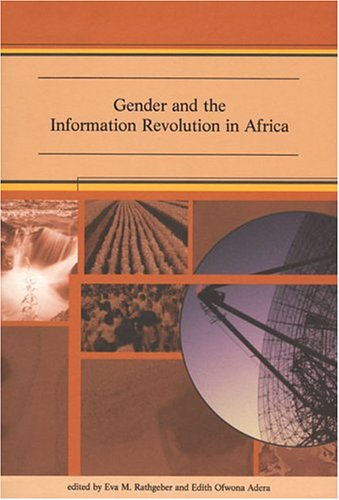 Gender and the
Information Revolution in Africa
edited by Eva M. Rathgeber and Edith Ofwona Adera